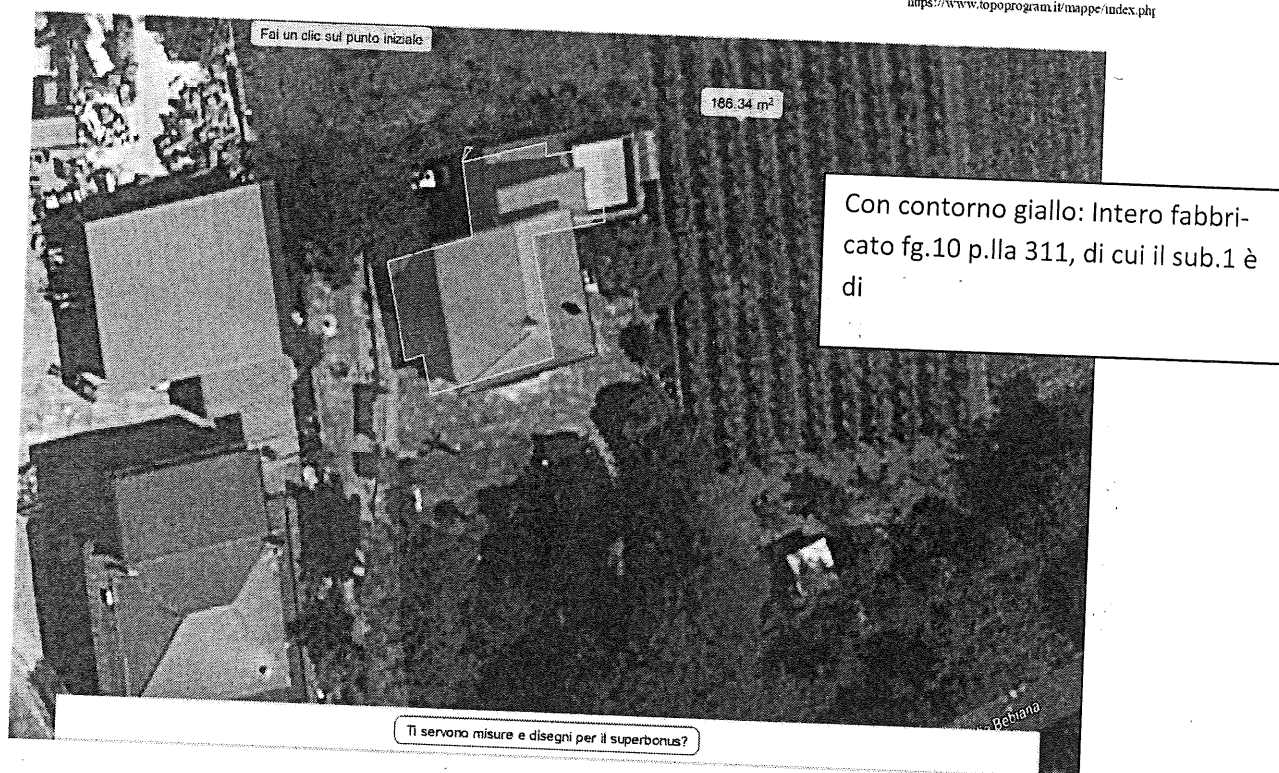 https://www.topoprogram.it/mappe/index.php
Fai un clic sul punto iniziale
186.34 m²
Con contorno giallo: Intero fabbri-
cato fg.10 p.lla 311, di cui il sub.1 è
di
Bebiana
Ti servono misure e disegni per il superbonus?